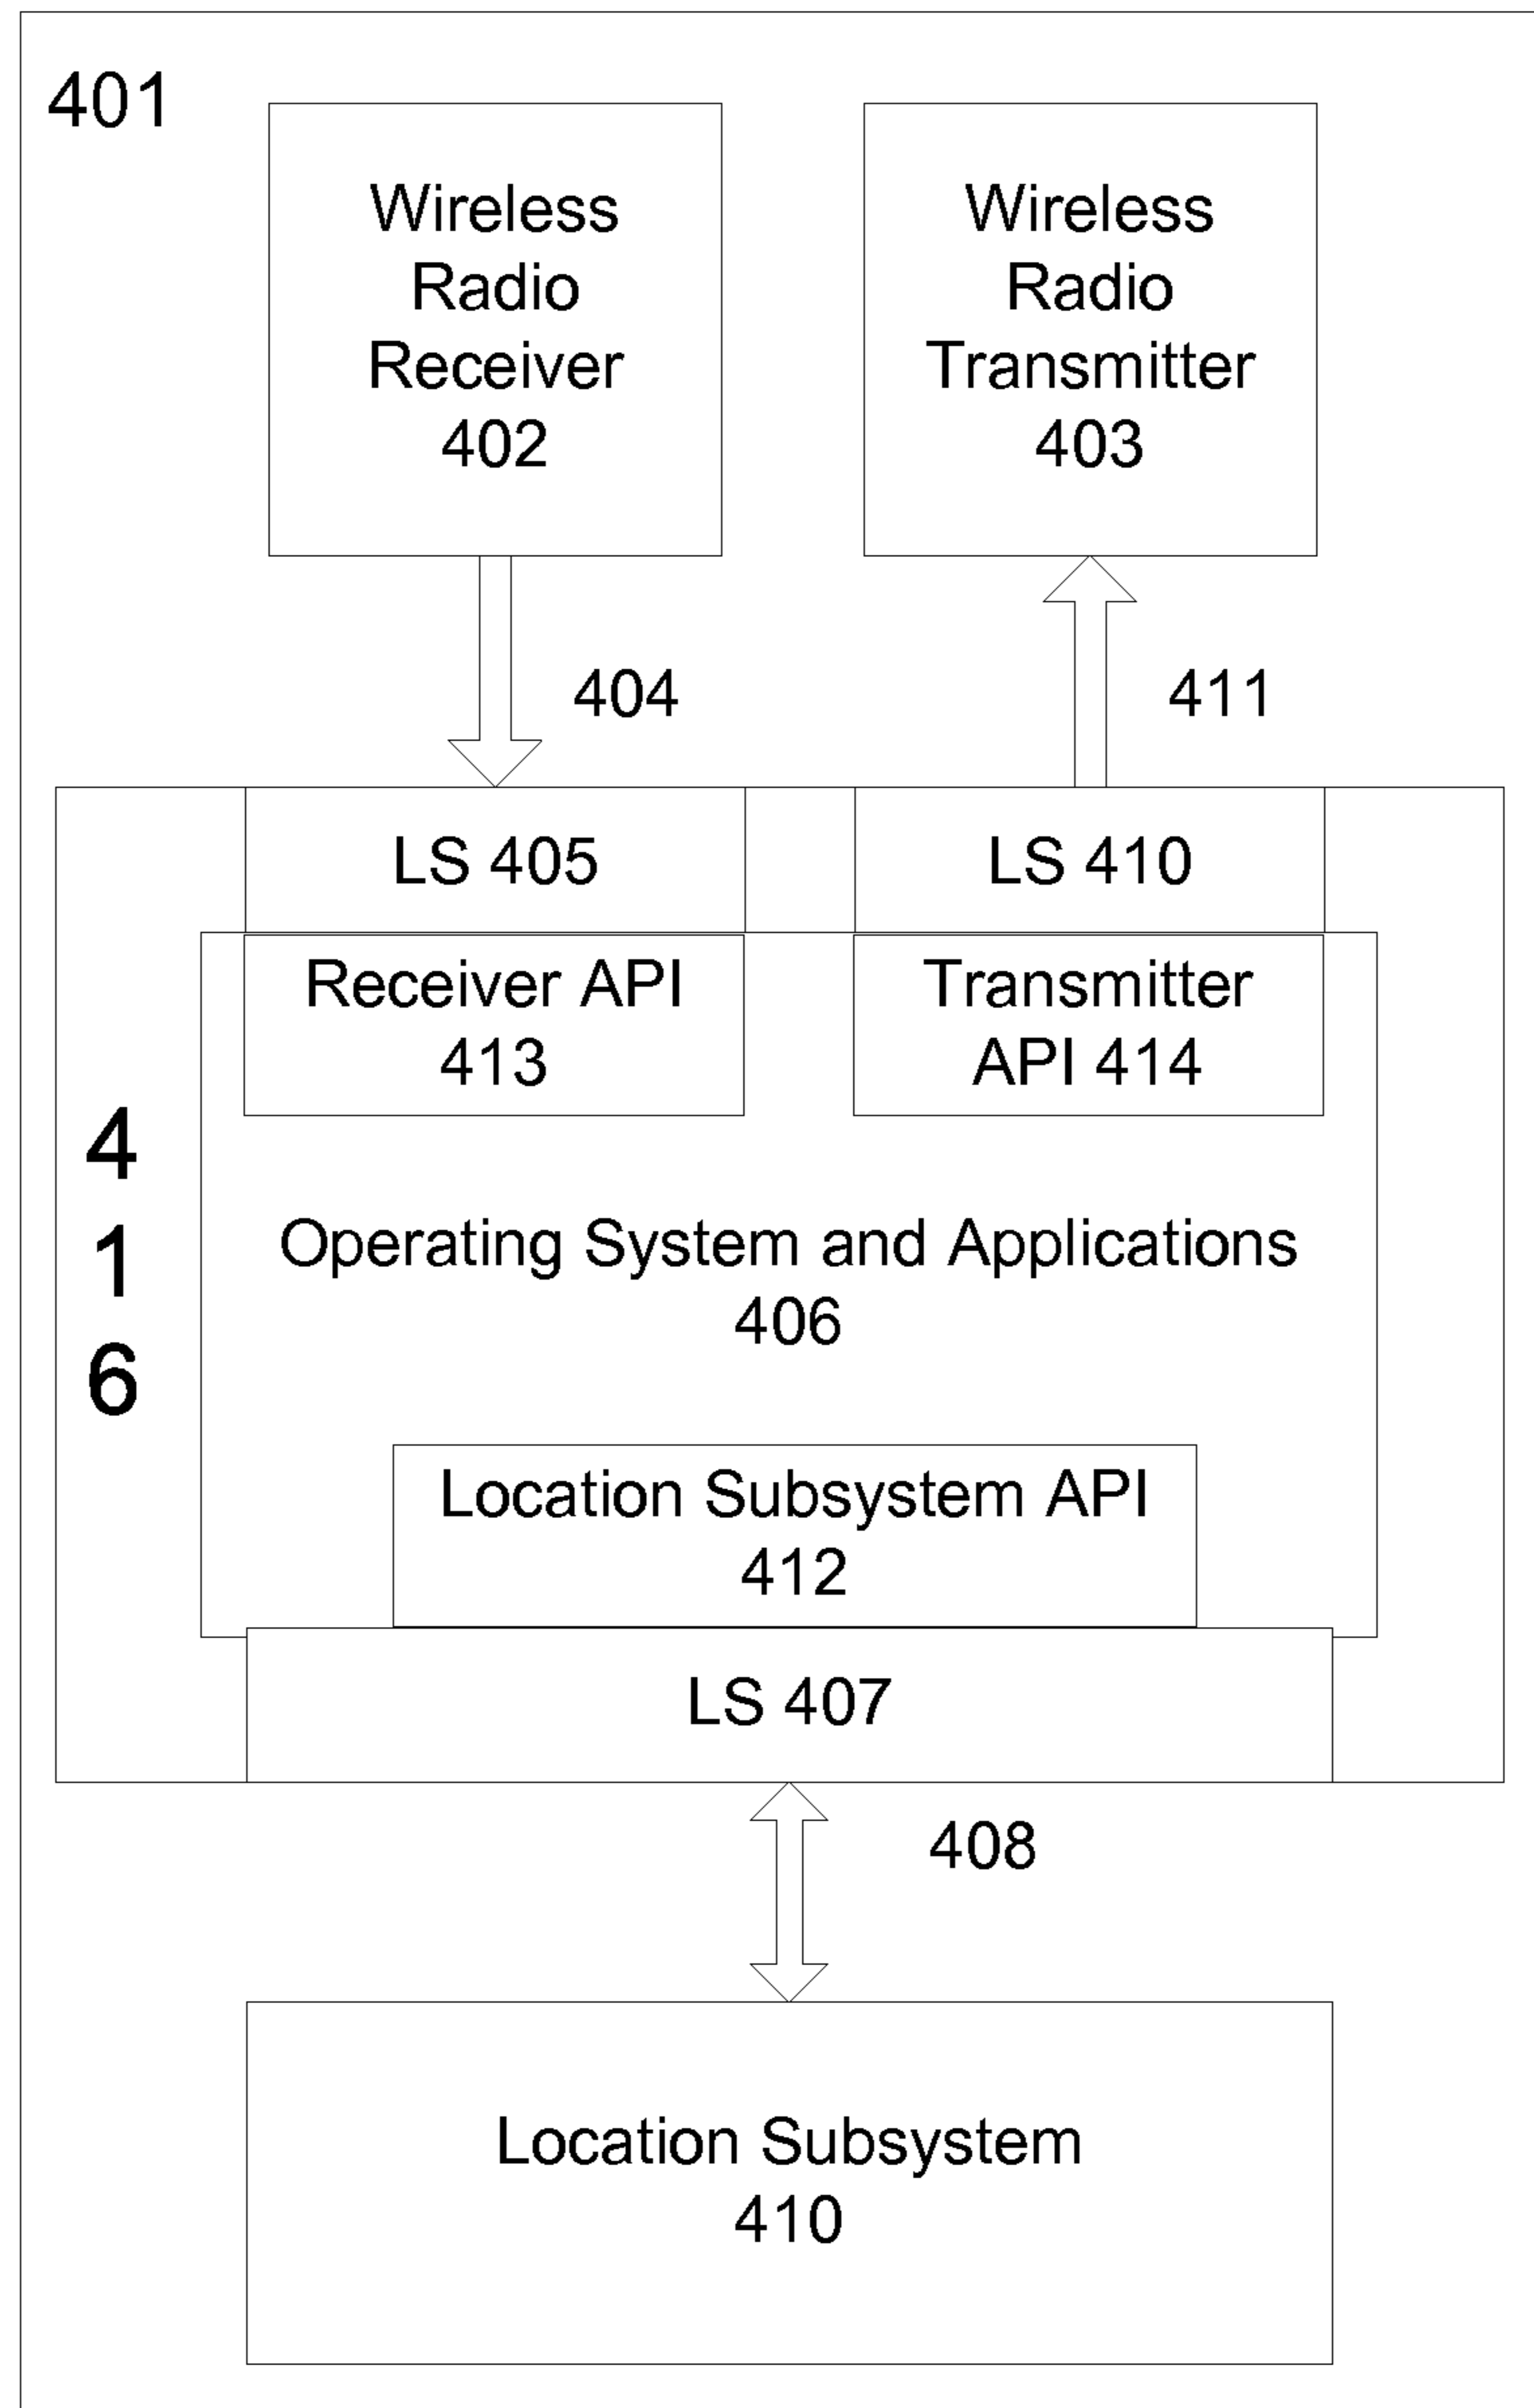 401
Wireless
Radio
Receiver
402
Wireless
Radio
Transmitter
403
404
411
LS 405
LS 410
Receiver API
413
Transmitter
API 414
4
1
6
Operating System and Applications
406
Location Subsystem API
412
LS 407
408
Location Subsystem
410